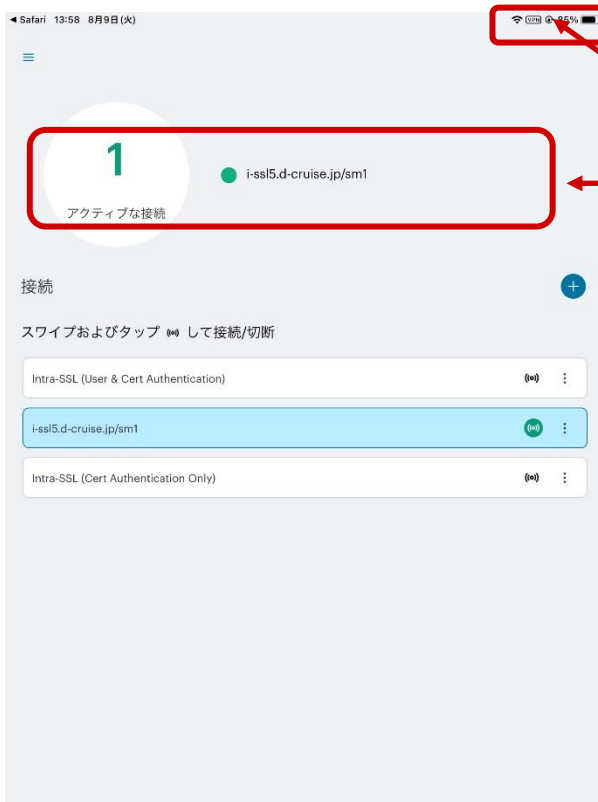 Safari 13:58 8月9日(火) VPN 85%
1
i-ssl5.d-cruise.jp/sm1
アクティブな接続
接続
スワイプおよびタップ して接続/切断
Intra-SSL (User & Cert Authentication)
i-ssl5.d-cruise.jp/sm1
Intra-SSL (Cert Authentication Only)